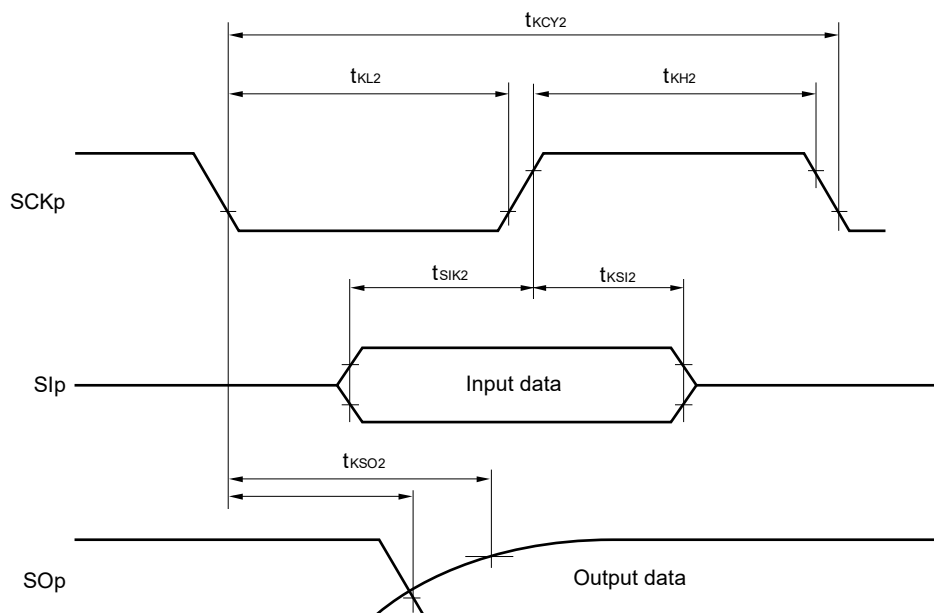 tKCY2
tKL2
tKH2
SCKp
tSIK2
tKSI2
SIp
Input data
tKSO2
SOp
Output data